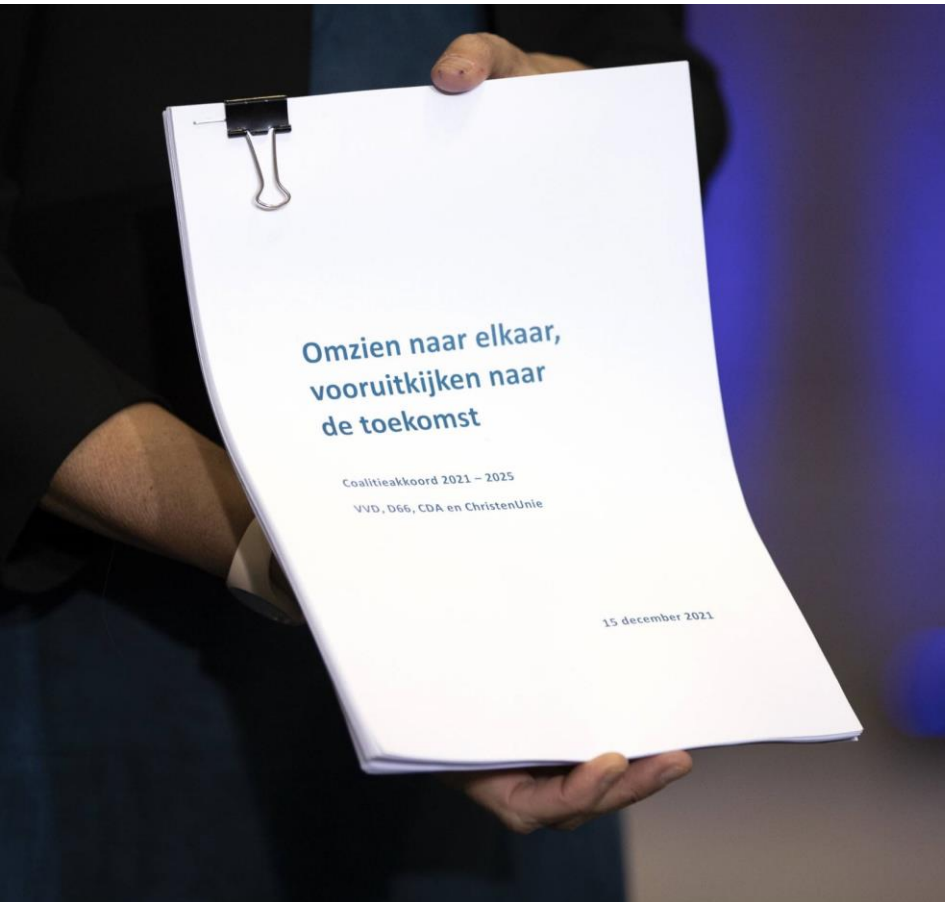 Omzien naar elkaar,
vooruitkijken naar
de toekomst
Coalitieakkoord 2021 – 2025
VVD, D66, CDA en ChristenUnie
15 december 2021